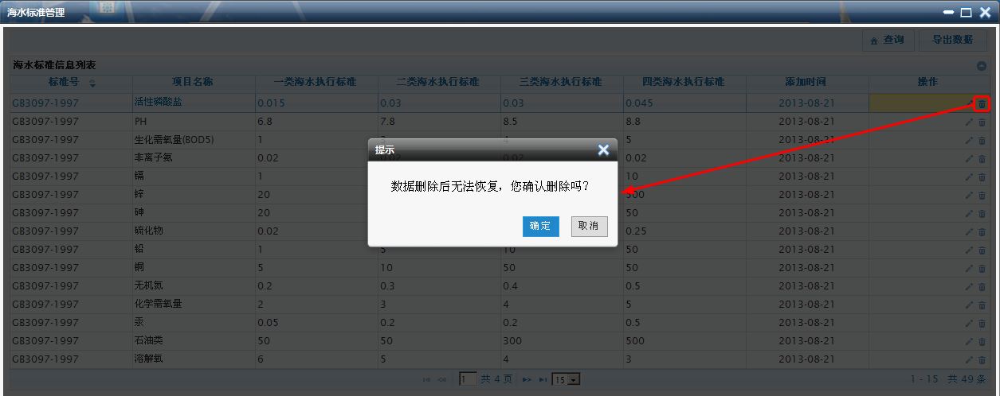 海水标准管理
查询 导出数据
海水标准信息列表
标准号 项目名称 一类海水执行标准 二类海水执行标准 三类海水执行标准 四类海水执行标准 添加时间 操作
GB3097-1997 活性磷酸盐 0.015 0.03 0.03 0.045 2013-08-21
GB3097-1997 PH 6.8 7.8 8.5 8.8 2013-08-21
GB3097-1997 生化需氧量(BOD5) 1 3 4 5 2013-08-21
GB3097-1997 非离子氨 0.02 0.02 0.02 0.02 2013-08-21
提示
GB3097-1997 镉 1 10 2013-08-21
数据删除后无法恢复，您确认删除吗？
GB3097-1997 锌 20 500 2013-08-21
GB3097-1997 砷 20 50 2013-08-21
确定 取消
GB3097-1997 硫化物 0.02 0.25 2013-08-21
GB3097-1997 铅 1 5 10 50 2013-08-21
GB3097-1997 铜 5 10 50 50 2013-08-21
GB3097-1997 无机氮 0.2 0.3 0.4 0.5 2013-08-21
GB3097-1997 化学需氧量 2 3 4 5 2013-08-21
GB3097-1997 汞 0.05 0.2 0.2 0.5 2013-08-21
GB3097-1997 石油类 50 50 300 500 2013-08-21
GB3097-1997 溶解氧 6 5 4 3 2013-08-21
1 共 4 页 15 1 - 15 共 49 条